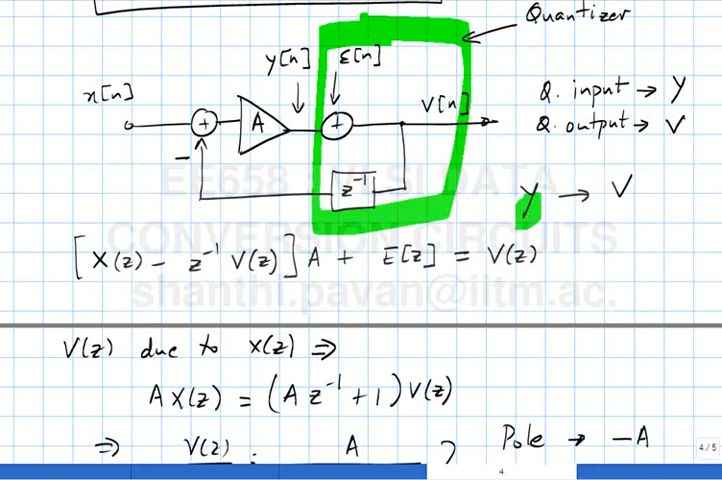 Quantizer
y[n] E[n]
x[n] V[n] Q. input → Y
+ A + Q. output → V
−
z⁻¹ Y → V
EE658 : VLSI DATA
CONVERSION CIRCUITS
shanthi.pavan@iitm.ac.
[X(z) − z⁻¹ V(z)] A + E[z] = V(z)
V(z) due to X(z) ⇒
A X(z) = (A z⁻¹ + 1) V(z)
⇒ V(z) : A Pole → −A
4/5
4